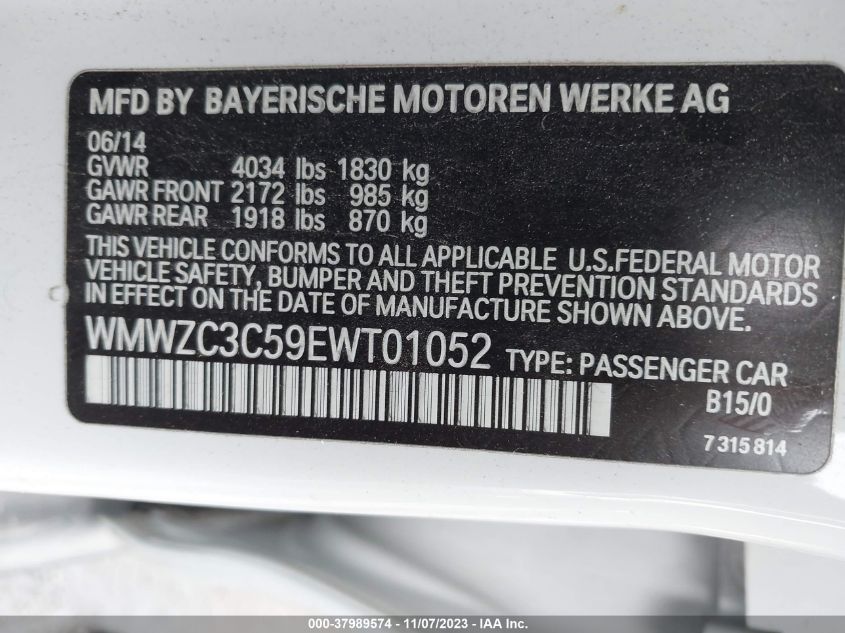 MFD BY BAYERISCHE MOTOREN WERKE AG
06/14
GVWR 4034 lbs 1830 kg
GAWR FRONT 2172 lbs 985 kg
GAWR REAR 1918 lbs 870 kg
THIS VEHICLE CONFORMS TO ALL APPLICABLE U.S.FEDERAL MOTOR
VEHICLE SAFETY, BUMPER AND THEFT PREVENTION STANDARDS
IN EFFECT ON THE DATE OF MANUFACTURE SHOWN ABOVE.
WMWZC3C59EWT01052 TYPE: PASSENGER CAR
B15/0
7 315 814
000-37989574 - 11/07/2023 - IAA Inc.